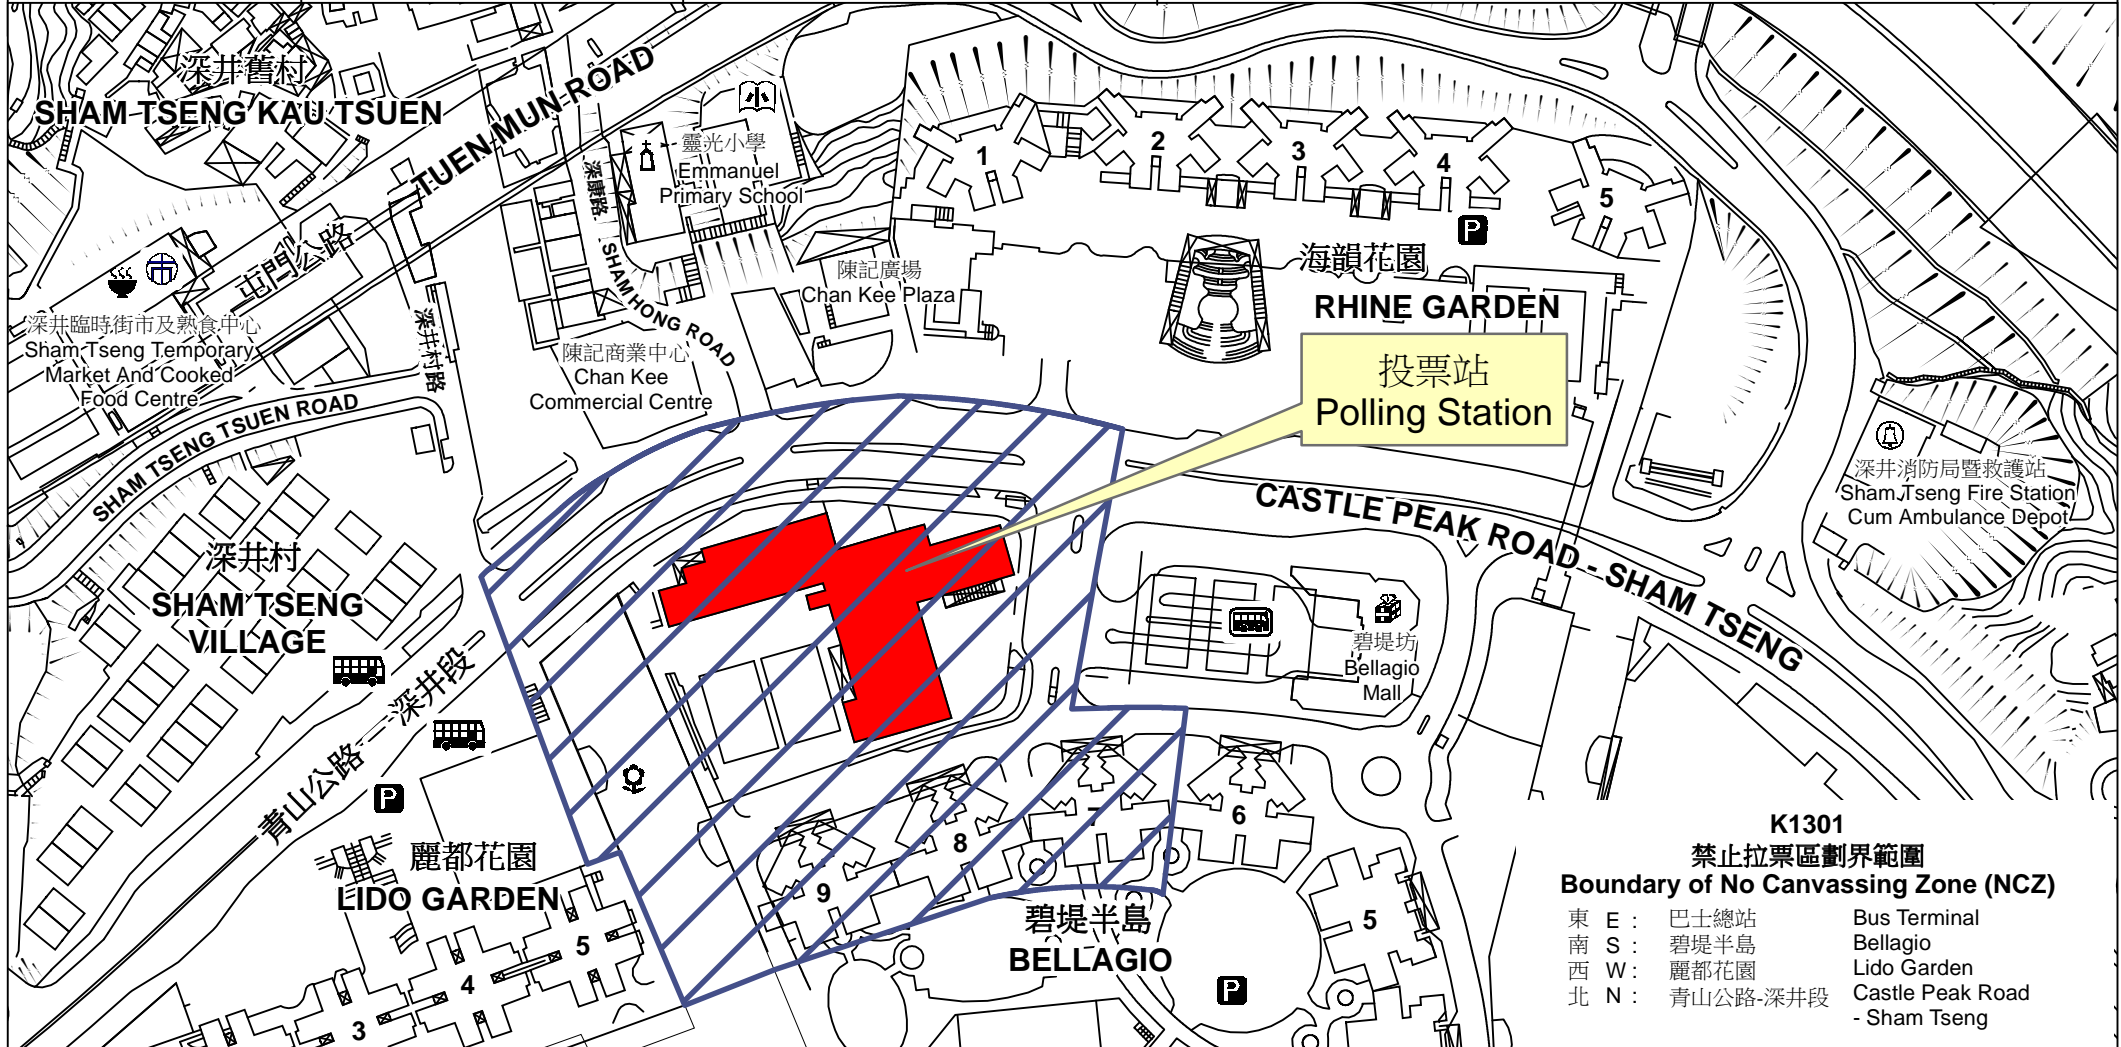 深井舊村
SHAM TSENG KAU TSUEN
TUEN MUN ROAD
屯門公路
深康路
SHAM HONG ROAD
靈光小學
Emmanuel
Primary School
1
2
3
4
5
P
海韻花園
RHINE GARDEN
陳記廣場
Chan Kee Plaza
陳記商業中心
Chan Kee
Commercial Centre
深井臨時街市及熟食中心
Sham Tseng Temporary
Market And Cooked
Food Centre
深井村路
SHAM TSENG TSUEN ROAD
投票站
Polling Station
CASTLE PEAK ROAD - SHAM TSENG
深井消防局暨救護站
Sham Tseng Fire Station
Cum Ambulance Depot
深井村
SHAM TSENG
VILLAGE
青山公路 - 深井段
碧堤坊
Bellagio
Mall
P
麗都花園
LIDO GARDEN
3
4
5
9
8
7
6
5
碧堤半島
BELLAGIO
P
K1301
禁止拉票區劃界範圍
Boundary of No Canvassing Zone (NCZ)
東 E : 巴士總站 Bus Terminal
南 S : 碧堤半島 Bellagio
西 W : 麗都花園 Lido Garden
北 N : 青山公路-深井段 Castle Peak Road
- Sham Tseng